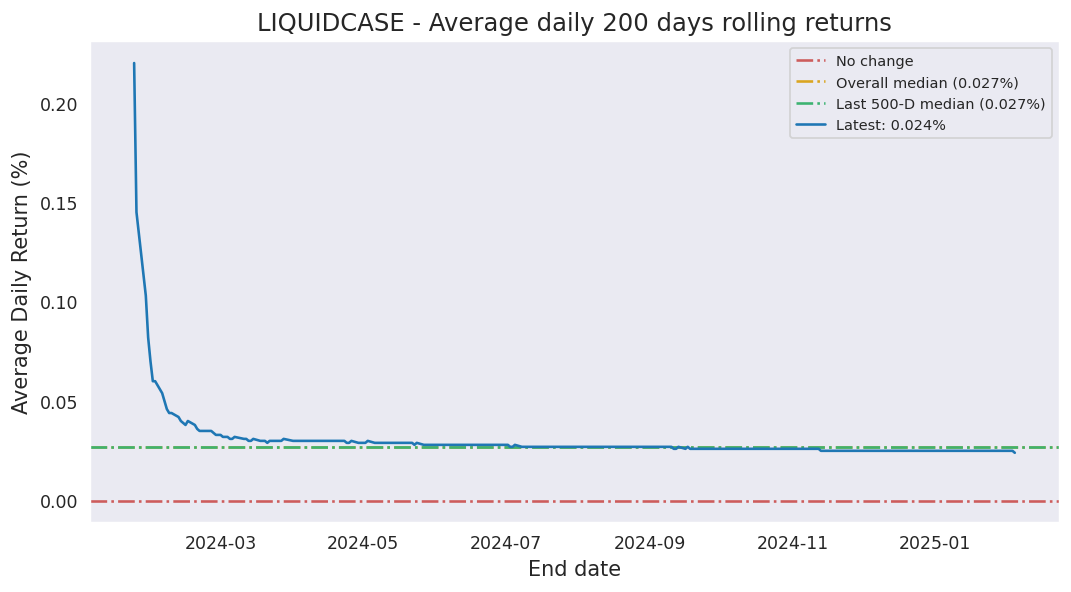 LIQUIDCASE - Average daily 200 days rolling returns
No change
Overall median (0.027%)
Last 500-D median (0.027%)
Latest: 0.024%
Average Daily Return (%)
0.20
0.15
0.10
0.05
0.00
2024-03
2024-05
2024-07
2024-09
2024-11
2025-01
End date